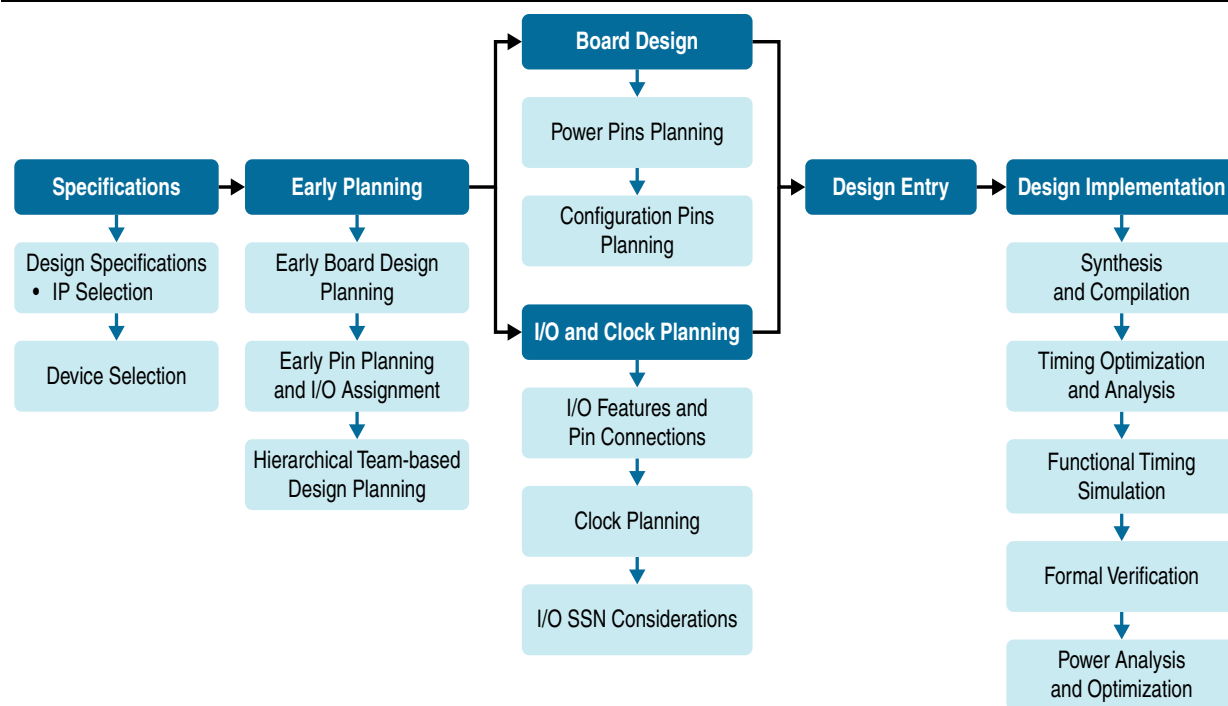 Specifications
Design Specifications
• IP Selection
Device Selection
Early Planning
Early Board Design
Planning
Early Pin Planning
and I/O Assignment
Hierarchical Team-based
Design Planning
Board Design
Power Pins Planning
Configuration Pins
Planning
I/O and Clock Planning
I/O Features and
Pin Connections
Clock Planning
I/O SSN Considerations
Design Entry
Design Implementation
Synthesis
and Compilation
Timing Optimization
and Analysis
Functional Timing
Simulation
Formal Verification
Power Analysis
and Optimization